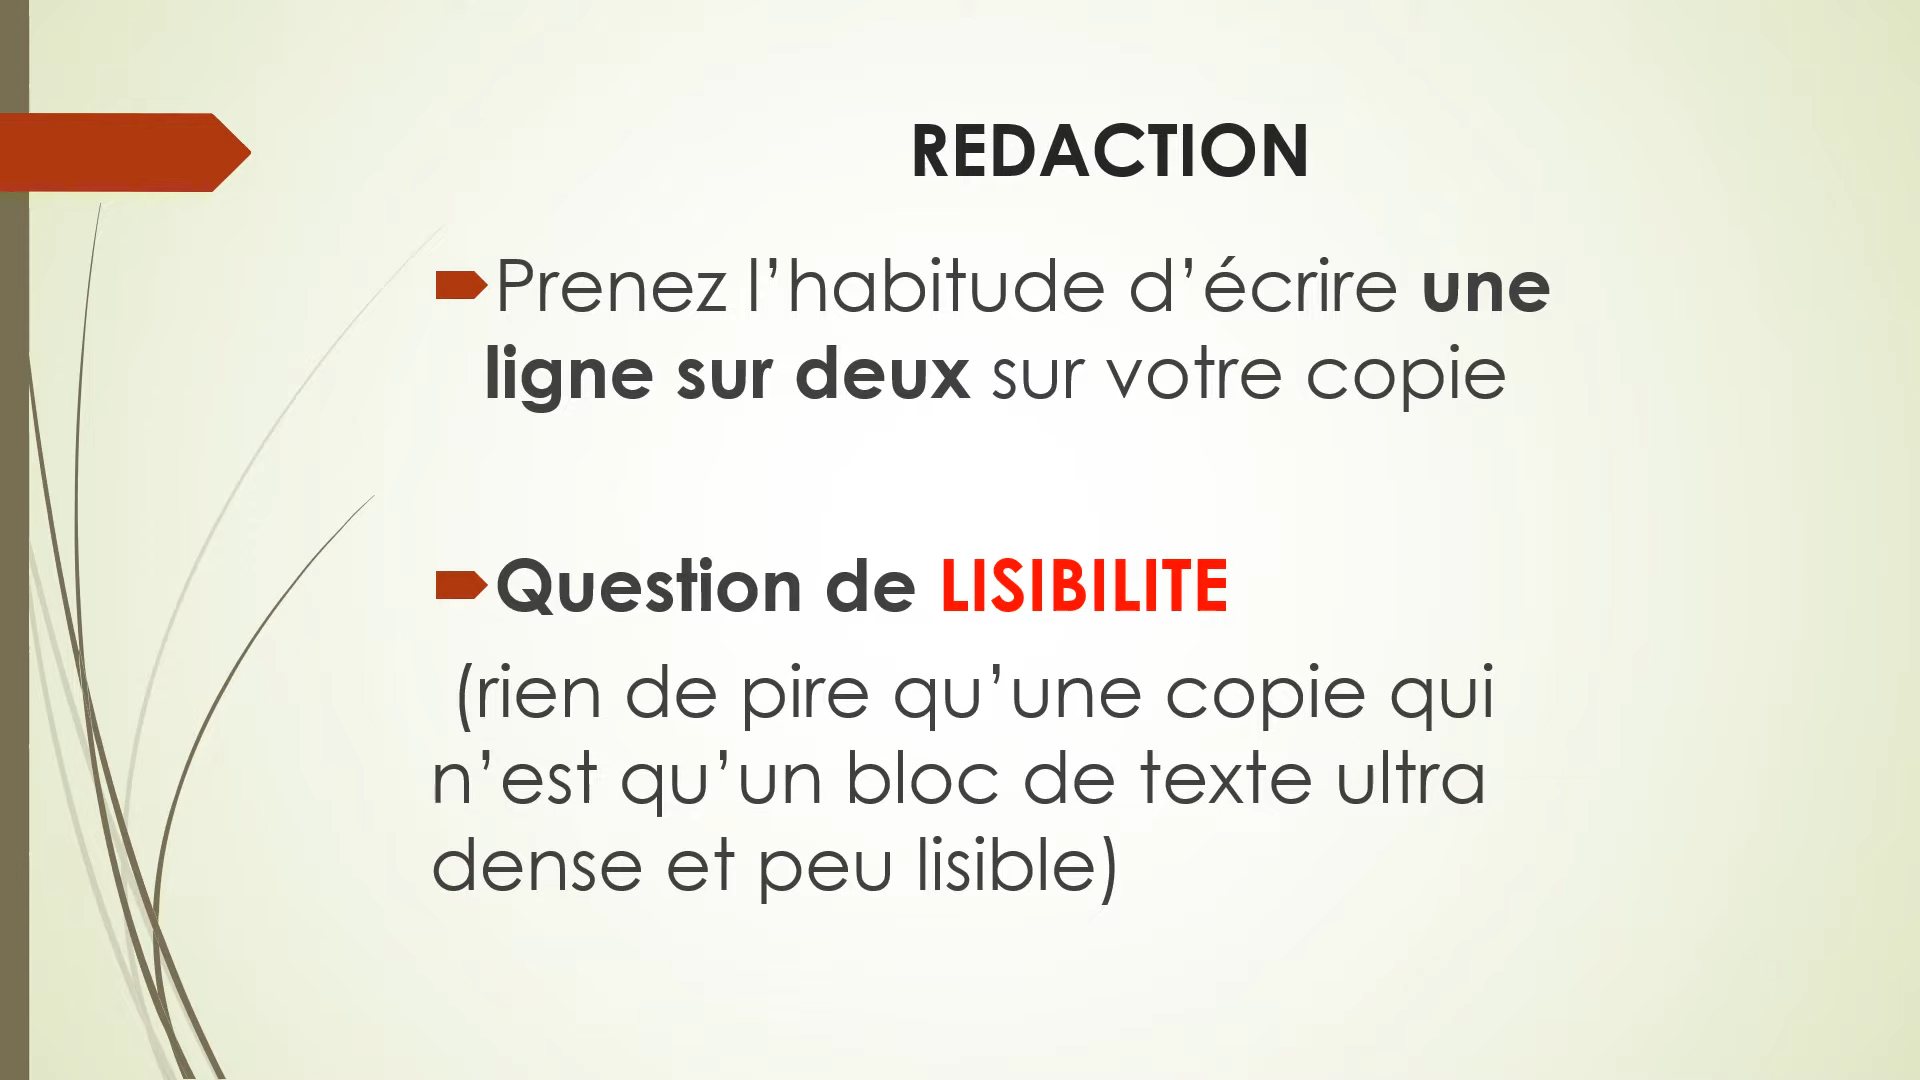 REDACTION
Prenez l’habitude d’écrire une
ligne sur deux sur votre copie
Question de LISIBILITE
(rien de pire qu’une copie qui
n’est qu’un bloc de texte ultra
dense et peu lisible)